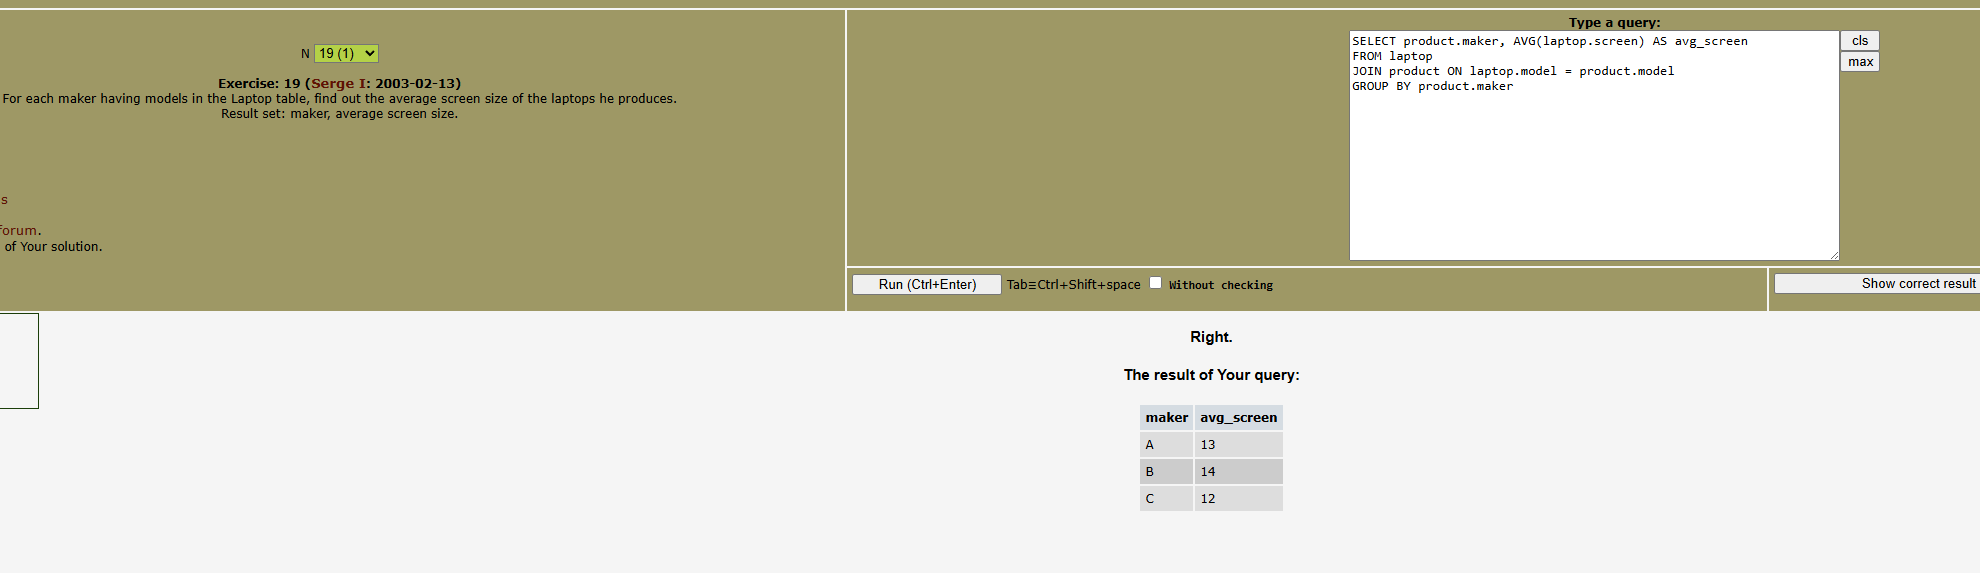 N 19 (1)
Exercise: 19 (Serge I: 2003-02-13)
For each maker having models in the Laptop table, find out the average screen size of the laptops he produces.
Result set: maker, average screen size.
s
forum.
of Your solution.
Type a query:
SELECT product.maker, AVG(laptop.screen) AS avg_screen
FROM laptop
JOIN product ON laptop.model = product.model
GROUP BY product.maker
cls
max
Run (Ctrl+Enter) Tab≡Ctrl+Shift+space Without checking
Show correct result
Right.
The result of Your query:
maker avg_screen
A 13
B 14
C 12